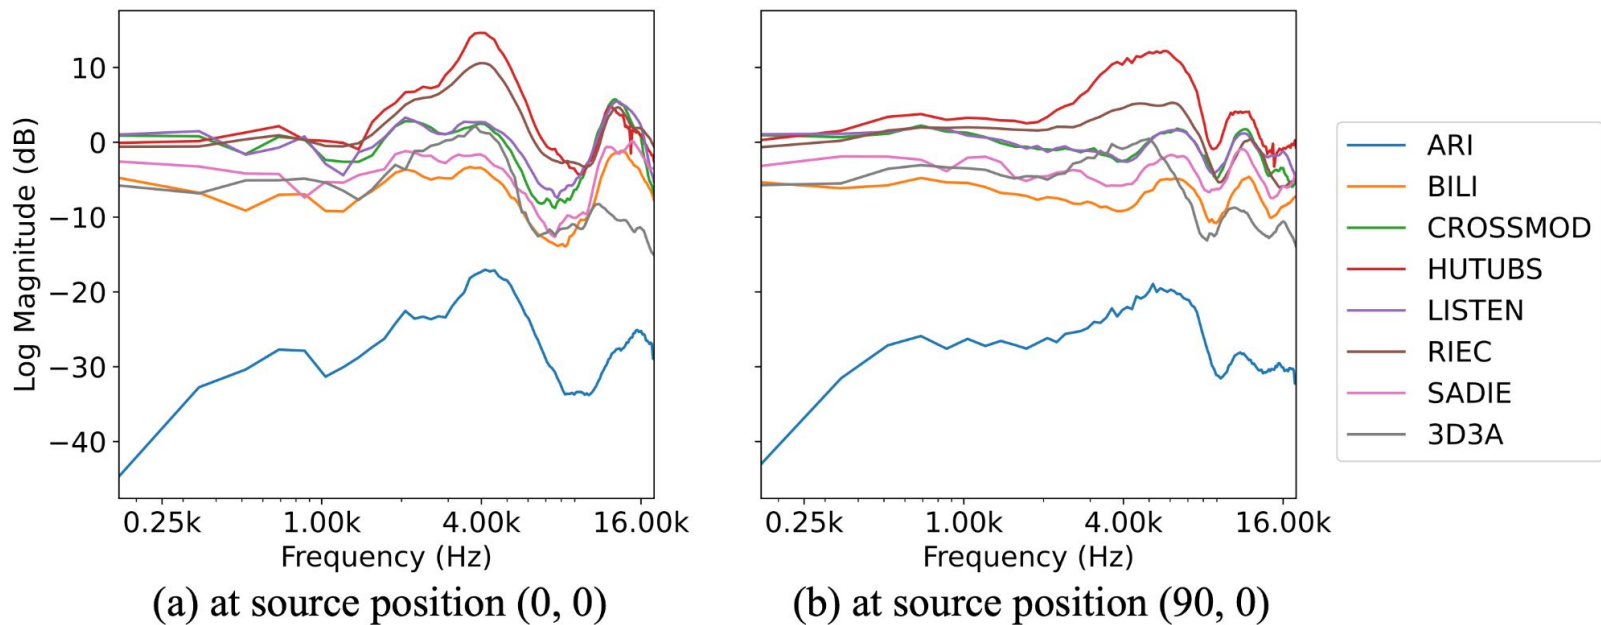 Log Magnitude (dB)
10
0
−10
−20
−30
−40
0.25k 1.00k 4.00k 16.00k
Frequency (Hz)
(a) at source position (0, 0)
0.25k 1.00k 4.00k 16.00k
Frequency (Hz)
(b) at source position (90, 0)
ARI
BILI
CROSSMOD
HUTUBS
LISTEN
RIEC
SADIE
3D3A